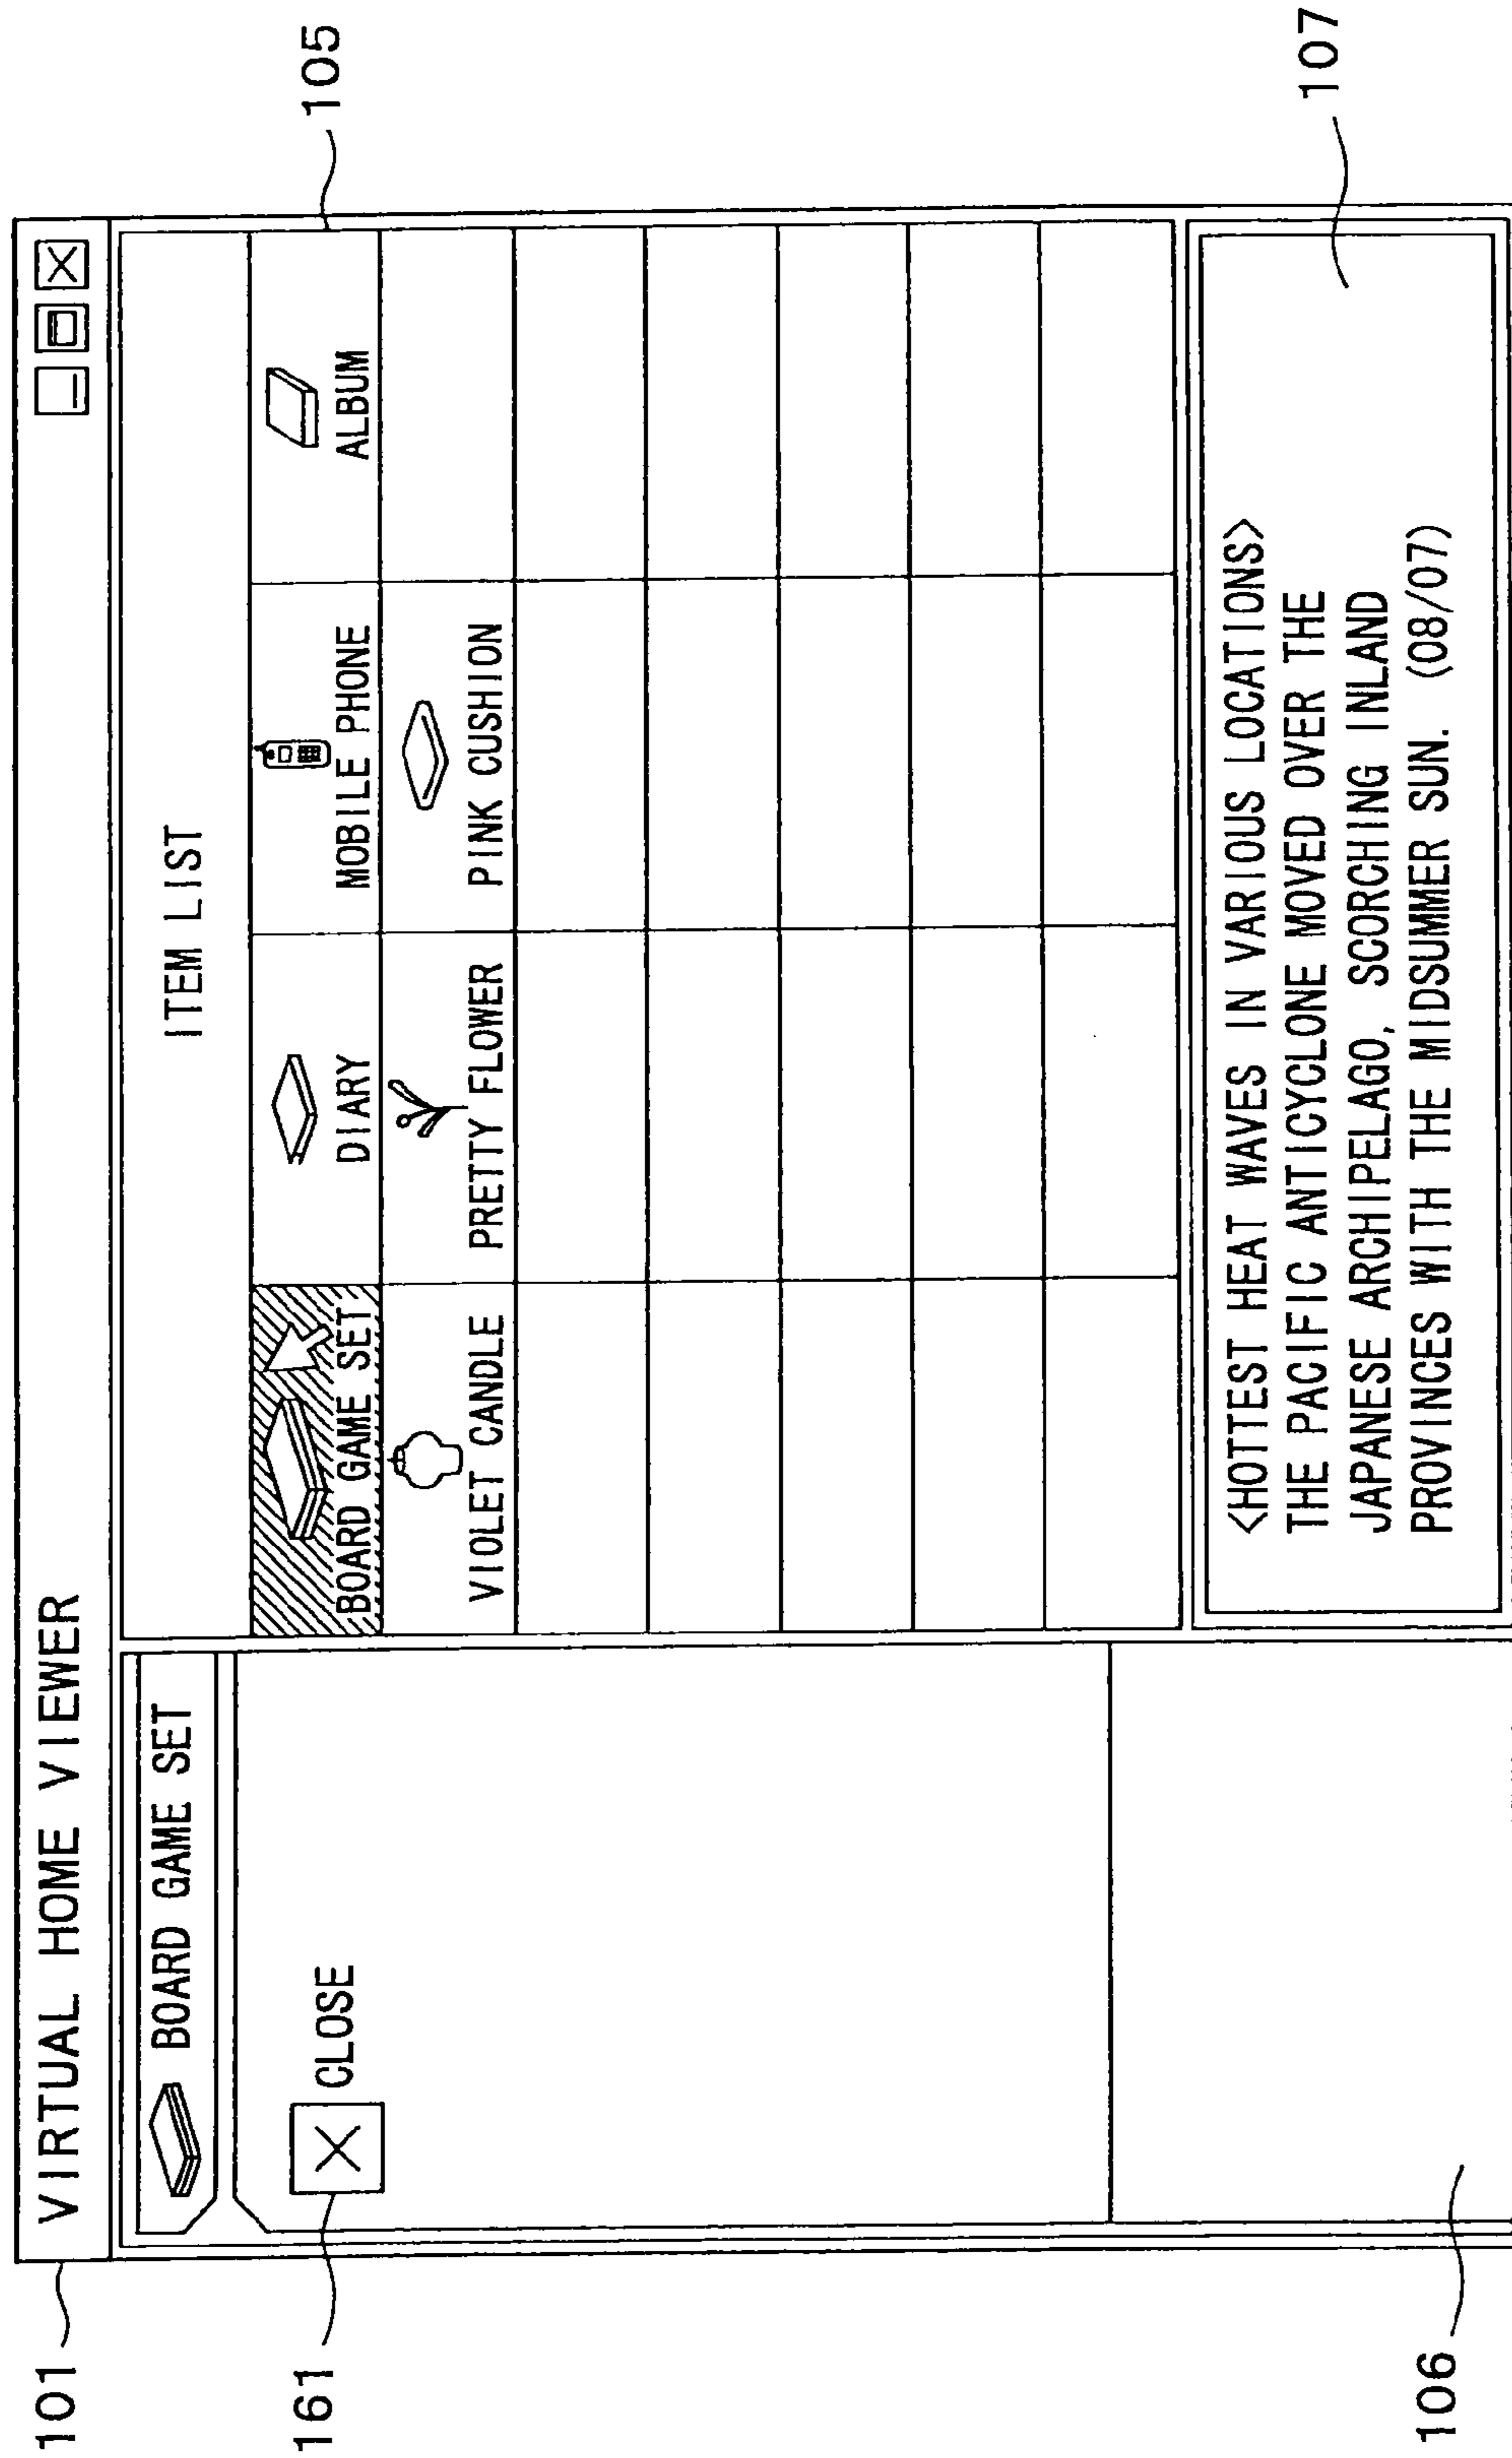 101
VIRTUAL HOME VIEWER
BOARD GAME SET
161
CLOSE
106
ITEM LIST
105
BOARD GAME SET
DIARY
MOBILE PHONE
ALBUM
VIOLET CANDLE
PRETTY FLOWER
PINK CUSHION
<HOTTEST HEAT WAVES IN VARIOUS LOCATIONS>
THE PACIFIC ANTICYCLONE MOVED OVER THE
JAPANESE ARCHIPELAGO, SCORCHING INLAND
PROVINCES WITH THE MIDSUMMER SUN. (08/07)
107